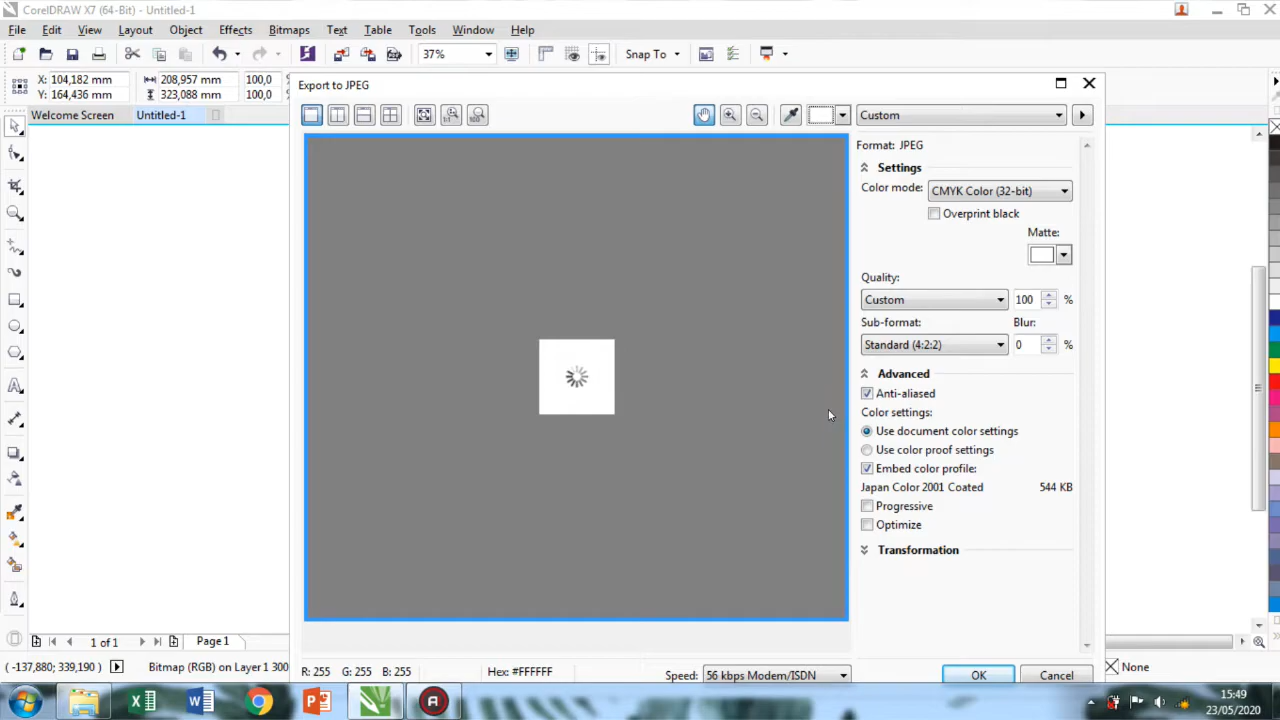 CorelDRAW X7 (64-Bit) - Untitled-1
File Edit View Layout Object Effects Bitmaps Text Table Tools Window Help
37% Snap To
X: 104,182 mm 208,957 mm 100,0
Y: 164,436 mm 323,088 mm 100,0
Welcome Screen Untitled-1
Export to JPEG
Custom
Format: JPEG
Settings
Color mode: CMYK Color (32-bit)
Overprint black
Matte:
Quality:
Custom 100 %
Sub-format: Blur:
Standard (4:2:2) 0 %
Advanced
Anti-aliased
Color settings:
Use document color settings
Use color proof settings
Embed color profile:
Japan Color 2001 Coated 544 KB
Progressive
Optimize
Transformation
1 of 1 Page 1
(-137,880; 339,190) Bitmap (RGB) on Layer 1 300
R: 255 G: 255 B: 255 Hex: #FFFFFF Speed: 56 kbps Modem/ISDN OK Cancel
None
15:49
23/05/2020